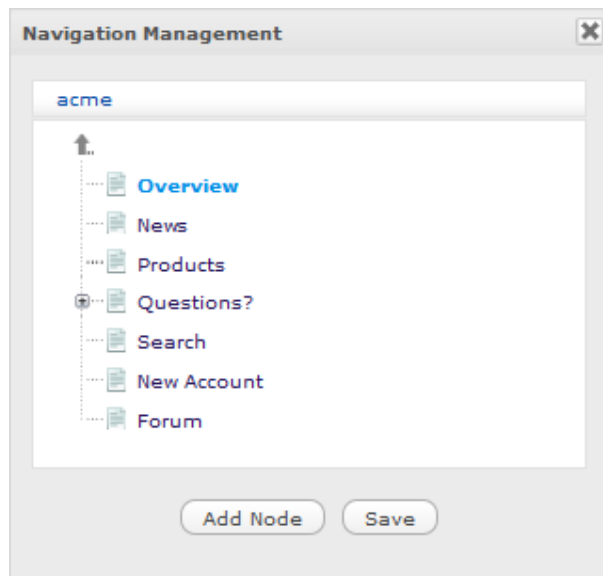 Navigation Management
acme
Overview
News
Products
Questions?
Search
New Account
Forum
Add Node Save